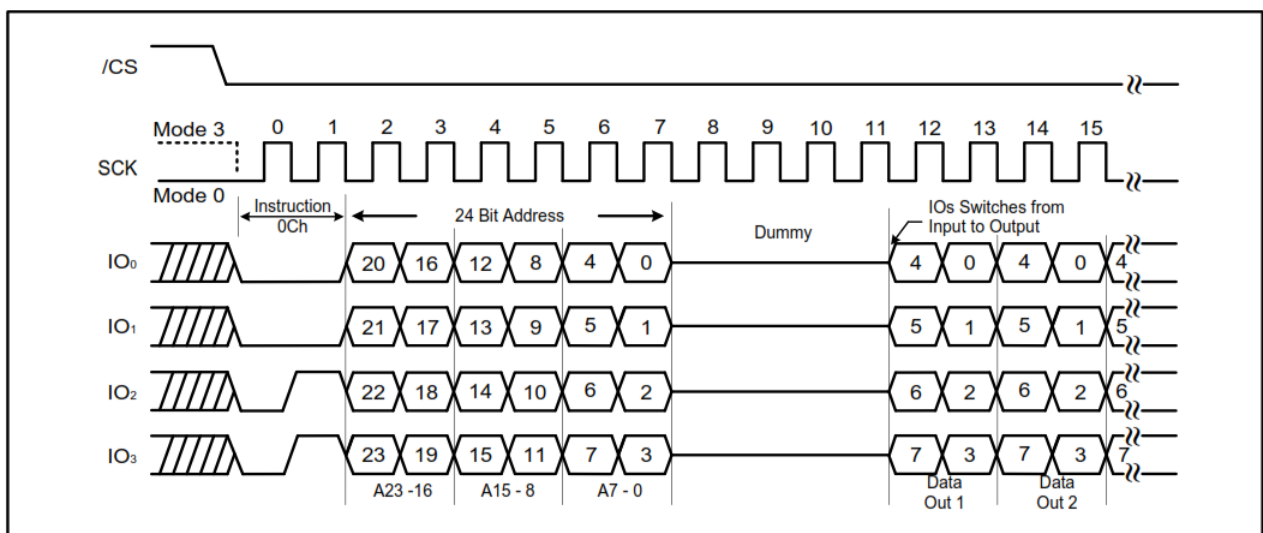 /CS
Mode 3 0 1 2 3 4 5 6 7 8 9 10 11 12 13 14 15
SCK
Mode 0
Instruction
0Ch
24 Bit Address
Dummy
IOs Switches from
Input to Output
IO0 20 16 12 8 4 0 4 0 4 0 4
IO1 21 17 13 9 5 1 5 1 5 1 5
IO2 22 18 14 10 6 2 6 2 6 2 6
IO3 23 19 15 11 7 3 7 3 7 3 7
A23 -16 A15 - 8 A7 - 0
Data
Out 1
Data
Out 2